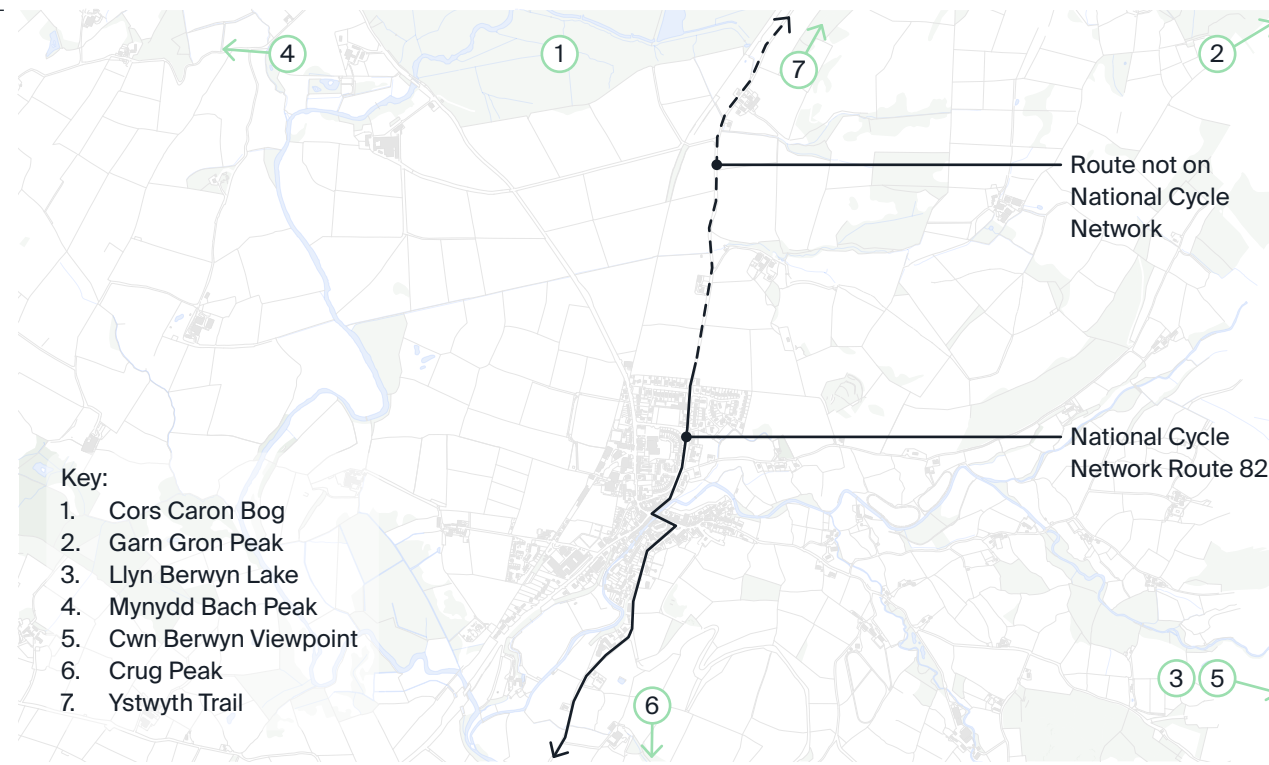 4
1
7
2
Route not on
National Cycle
Network
National Cycle
Network Route 82
Key:
1. Cors Caron Bog
2. Garn Gron Peak
3. Llyn Berwyn Lake
4. Mynydd Bach Peak
5. Cwn Berwyn Viewpoint
6. Crug Peak
7. Ystwyth Trail
3 5
6